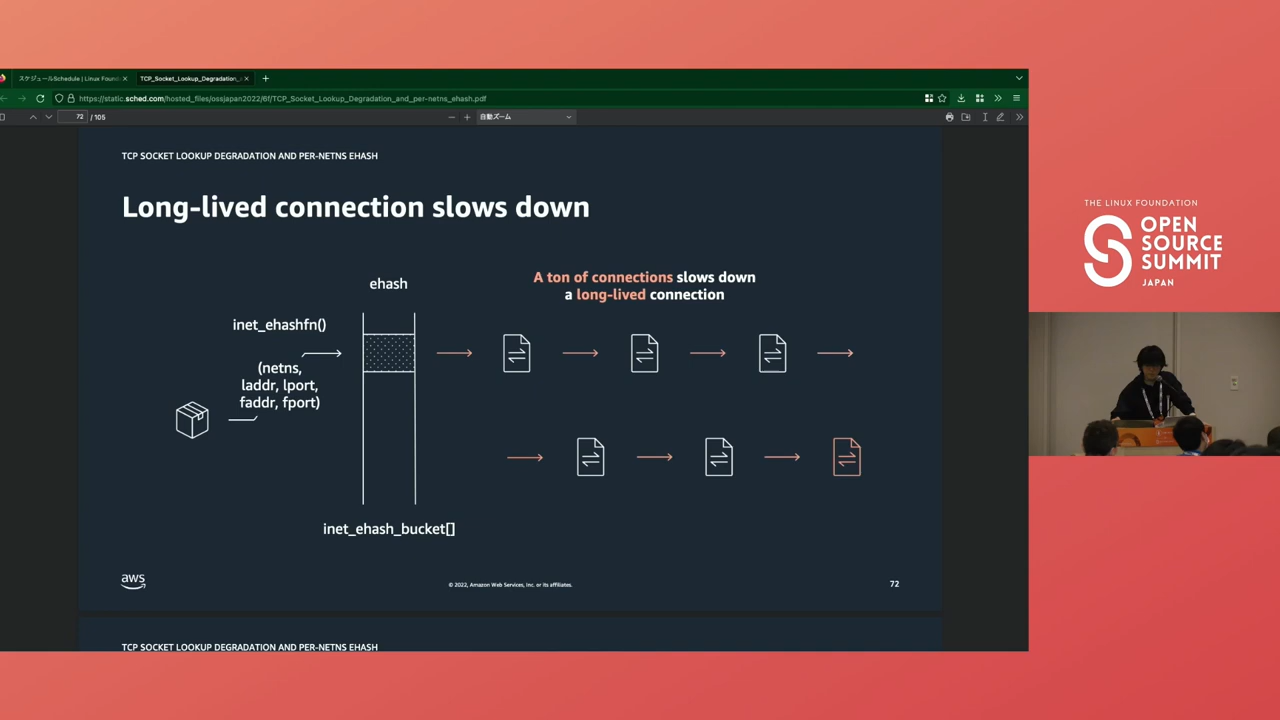 スケジュールSchedule | Linux Found
TCP_Socket_Lookup_Degradation_
https://static.sched.com/hosted_files/ossjapan2022/6f/TCP_Socket_Lookup_Degradation_and_per-netns_ehash.pdf
72 / 105
自動ズーム
TCP SOCKET LOOKUP DEGRADATION AND PER-NETNS EHASH
Long-lived connection slows down
ehash
A ton of connections slows down
a long-lived connection
inet_ehashfn()
(netns,
laddr, lport,
faddr, fport)
inet_ehash_bucket[]
aws
© 2022, Amazon Web Services, Inc. or its affiliates.
72
TCP SOCKET LOOKUP DEGRADATION AND PER-NETNS EHASH
THE LINUX FOUNDATION
OPEN
SOURCE
SUMMIT
JAPAN